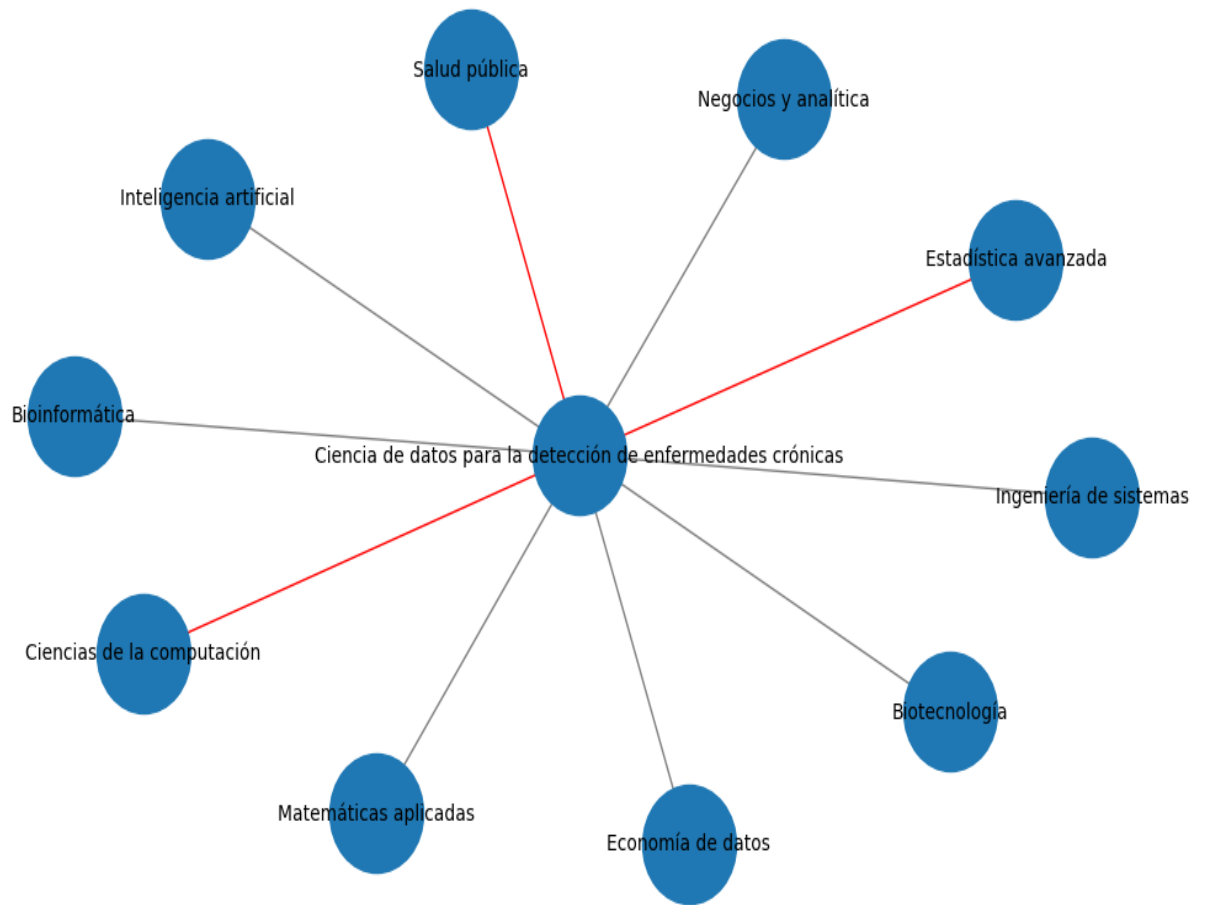 Salud pública
Negocios y analítica
Inteligencia artificial
Estadística avanzada
Bioinformática
Ciencia de datos para la detección de enfermedades crónicas
Ingeniería de sistemas
Ciencias de la computación
Biotecnología
Matemáticas aplicadas
Economía de datos